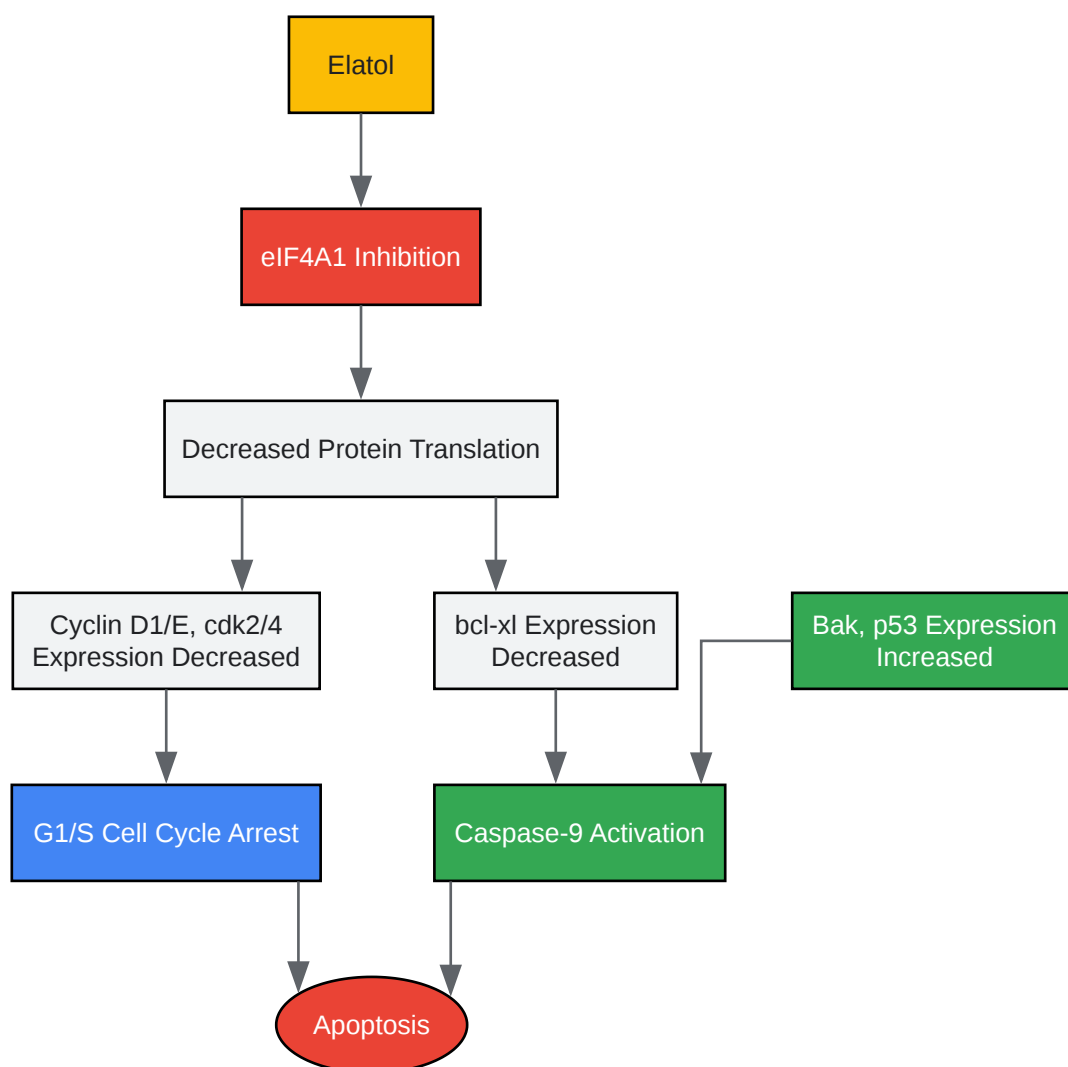 Elatol
eIF4A1 Inhibition
Decreased Protein Translation
Cyclin D1/E, cdk2/4
Expression Decreased
bcl-xl Expression
Decreased
Bak, p53 Expression
Increased
G1/S Cell Cycle Arrest
Caspase-9 Activation
Apoptosis